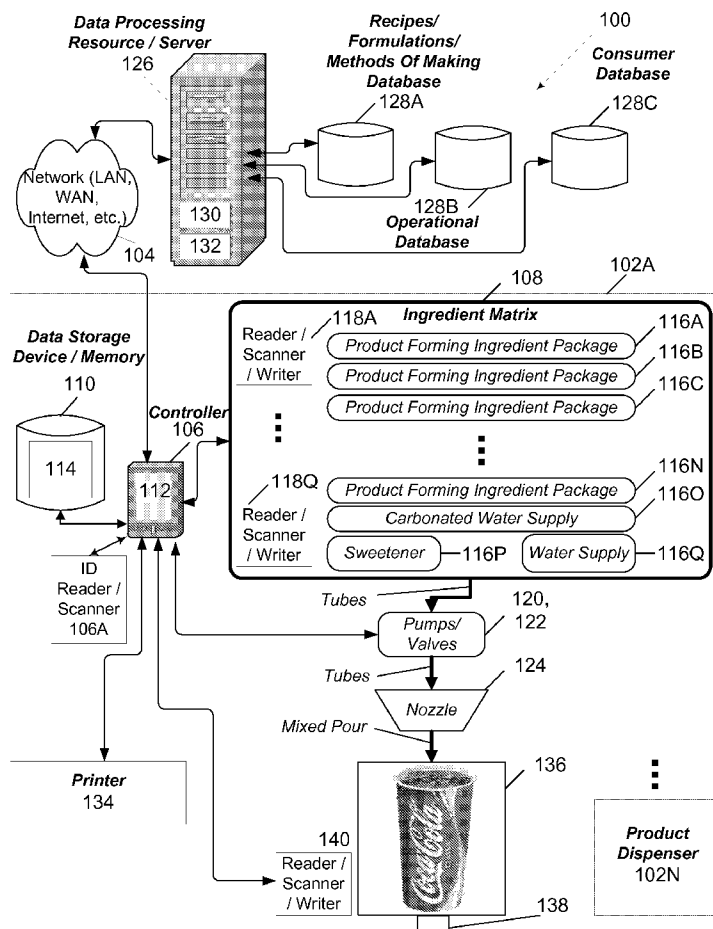 Data Processing
Resource / Server
126
Recipes/
Formulations/
Methods Of Making
Database
128A
100
Consumer
Database
128C
Network (LAN,
WAN,
Internet, etc.)
104
130
132
128B
Operational
Database
108
102A
Data Storage
Device / Memory
110
114
Controller
106
112
118A
Reader /
Scanner
/ Writer
Ingredient Matrix
Product Forming Ingredient Package
116A
Product Forming Ingredient Package
116B
Product Forming Ingredient Package
116C
118Q
Reader /
Scanner
/ Writer
Product Forming Ingredient Package
116N
Carbonated Water Supply
116O
Sweetener
116P
Water Supply
116Q
ID
Reader /
Scanner
106A
Tubes
Pumps/
Valves
120,
122
Tubes
Nozzle
124
Mixed Pour
Printer
134
136
Coca-Cola
140
Reader /
Scanner
/ Writer
138
Product
Dispenser
102N